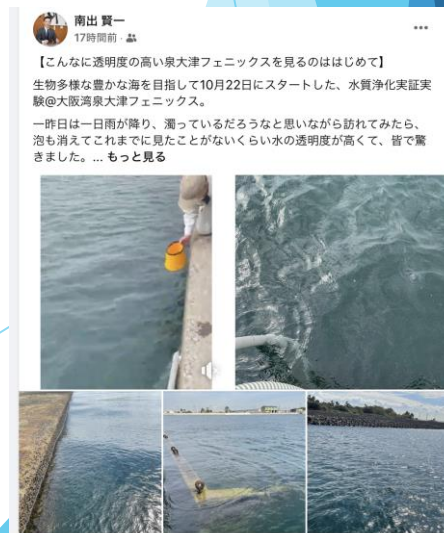 南出 賢一
17時間前
【こんなに透明度の高い泉大津フェニックスを見るのははじめて】
生物多様な豊かな海を目指して10月22日にスタートした、水質浄化実証実
験@大阪湾泉大津フェニックス。
一昨日は一日雨が降り、濁っているだろうなと思いながら訪れてみたら、
泡も消えてこれまでに見たことがないくらい水の透明度が高くて、皆で驚
きました。... もっと見る